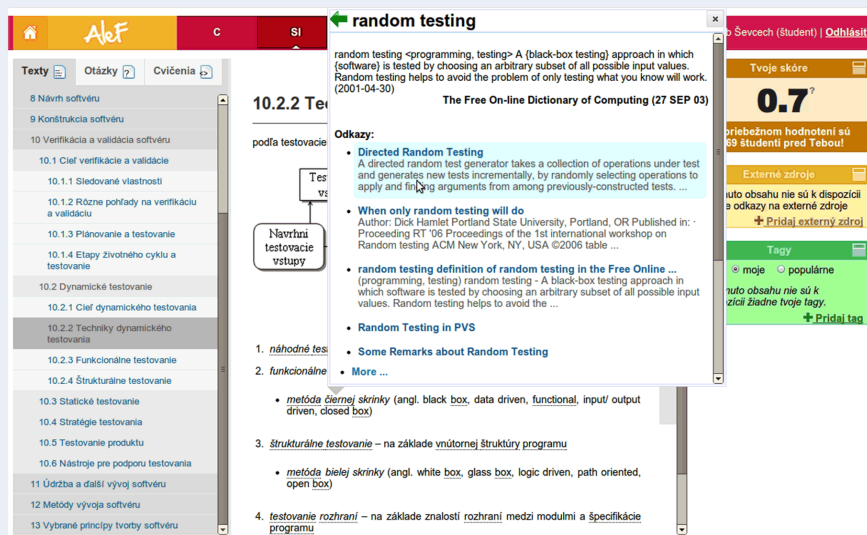 AleF
C
SI
o Ševcech (študent) | Odhlásiť
Texty
Otázky
Cvičenia
8 Návrh softvéru
9 Konštrukcia softvéru
10 Verifikácia a validácia softvéru
10.1 Cieľ verifikácie a validácie
10.1.1 Sledované vlastnosti
10.1.2 Rôzne pohľady na verifikáciu
a validáciu
10.1.3 Plánovanie a testovanie
10.1.4 Etapy životného cyklu a
testovanie
10.2 Dynamické testovanie
10.2.1 Cieľ dynamického testovania
10.2.2 Techniky dynamického
testovania
10.2.3 Funkcionálne testovanie
10.2.4 Štrukturálne testovanie
10.3 Statické testovanie
10.4 Stratégie testovania
10.5 Testovanie produktu
10.6 Nástroje pre podporu testovania
11 Údržba a ďalší vývoj softvéru
12 Metódy vývoja softvéru
13 Vybrané princípy tvorby softvéru
10.2.2 Te
podľa testovacie
Tes
vs
Navrhni
testovacie
vstupy
1. náhodné tes
2. funkcionálne
• metóda čiernej skrinky (angl. black box, data driven, functional, input/ output
driven, closed box)
3. štrukturálne testovanie – na základe vnútornej štruktúry programu
• metóda bielej skrinky (angl. white box, glass box, logic driven, path oriented,
open box)
4. testovanie rozhraní – na základe znalostí rozhraní medzi modulmi a špecifikácie
programu
random testing
x
random testing <programming, testing> A {black-box testing} approach in which
{software} is tested by choosing an arbitrary subset of all possible input values.
Random testing helps to avoid the problem of only testing what you know will work.
(2001-04-30)
The Free On-line Dictionary of Computing (27 SEP 03)
Odkazy:
• Directed Random Testing
A directed random test generator takes a collection of operations under test
and generates new tests incrementally, by randomly selecting operations to
apply and finding arguments from among previously-constructed tests. ...
• When only random testing will do
Author: Dick Hamlet Portland State University, Portland, OR Published in: ·
Proceeding RT '06 Proceedings of the 1st international workshop on
Random testing ACM New York, NY, USA ©2006 table ...
• random testing definition of random testing in the Free Online ...
(programming, testing) random testing - A black-box testing approach in
which software is tested by choosing an arbitrary subset of all possible input
values. Random testing helps to avoid the ...
• Random Testing in PVS
• Some Remarks about Random Testing
• More ...
Tvoje skóre
0.7?
priebežnom hodnotení sú
69 študenti pred Tebou!
Externé zdroje
uto obsahu nie sú k dispozícii
e odkazy na externé zdroje
Pridaj externý zdroj
Tagy
moje
populárne
nuto obsahu nie sú k
zícii žiadne tvoje tagy.
Pridaj tag